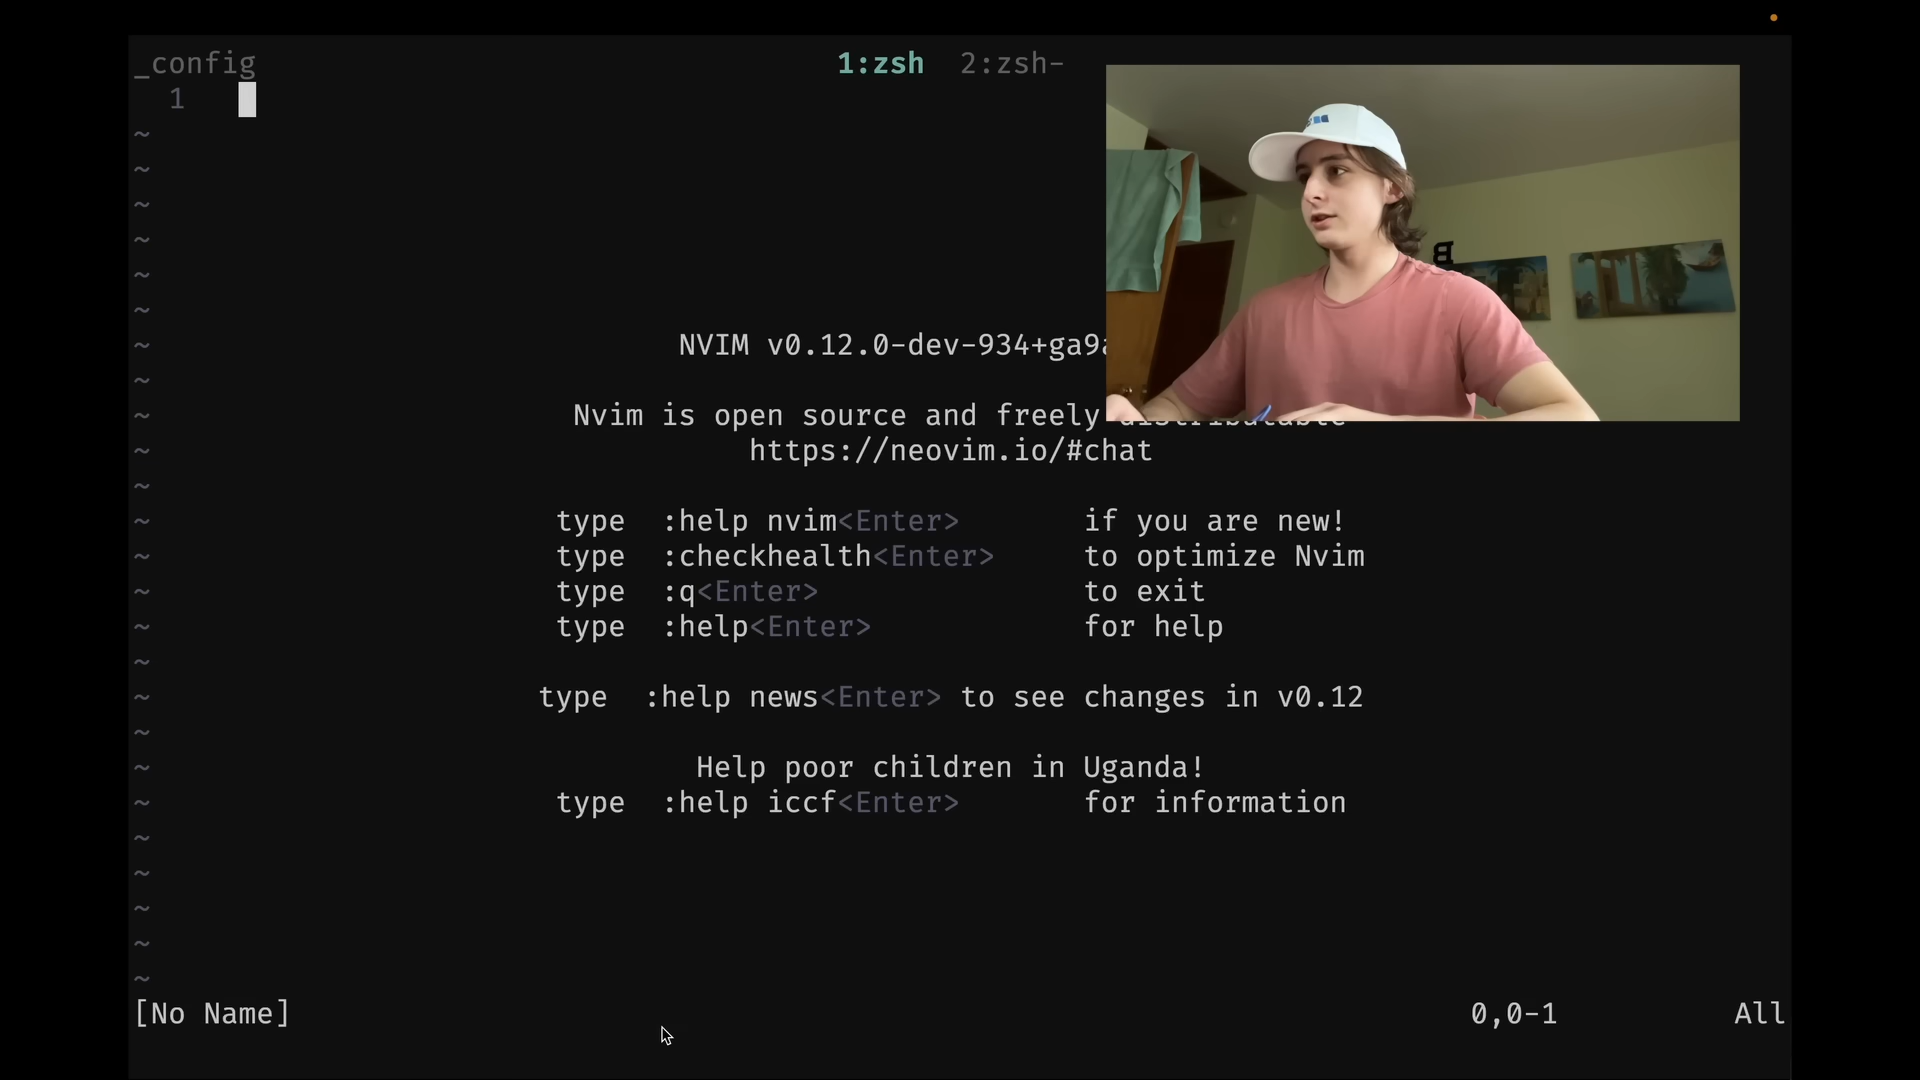 _config 1:zsh 2:zsh-
1
~
~
~
~
~
~
~ NVIM v0.12.0-dev-934+ga9
~
~ Nvim is open source and freely distributable
~ https://neovim.io/#chat
~
~ type :help nvim<Enter> if you are new!
~ type :checkhealth<Enter> to optimize Nvim
~ type :q<Enter> to exit
~ type :help<Enter> for help
~
~ type :help news<Enter> to see changes in v0.12
~
~ Help poor children in Uganda!
~ type :help iccf<Enter> for information
~
~
~
~
~
[No Name] 0,0-1 All
B